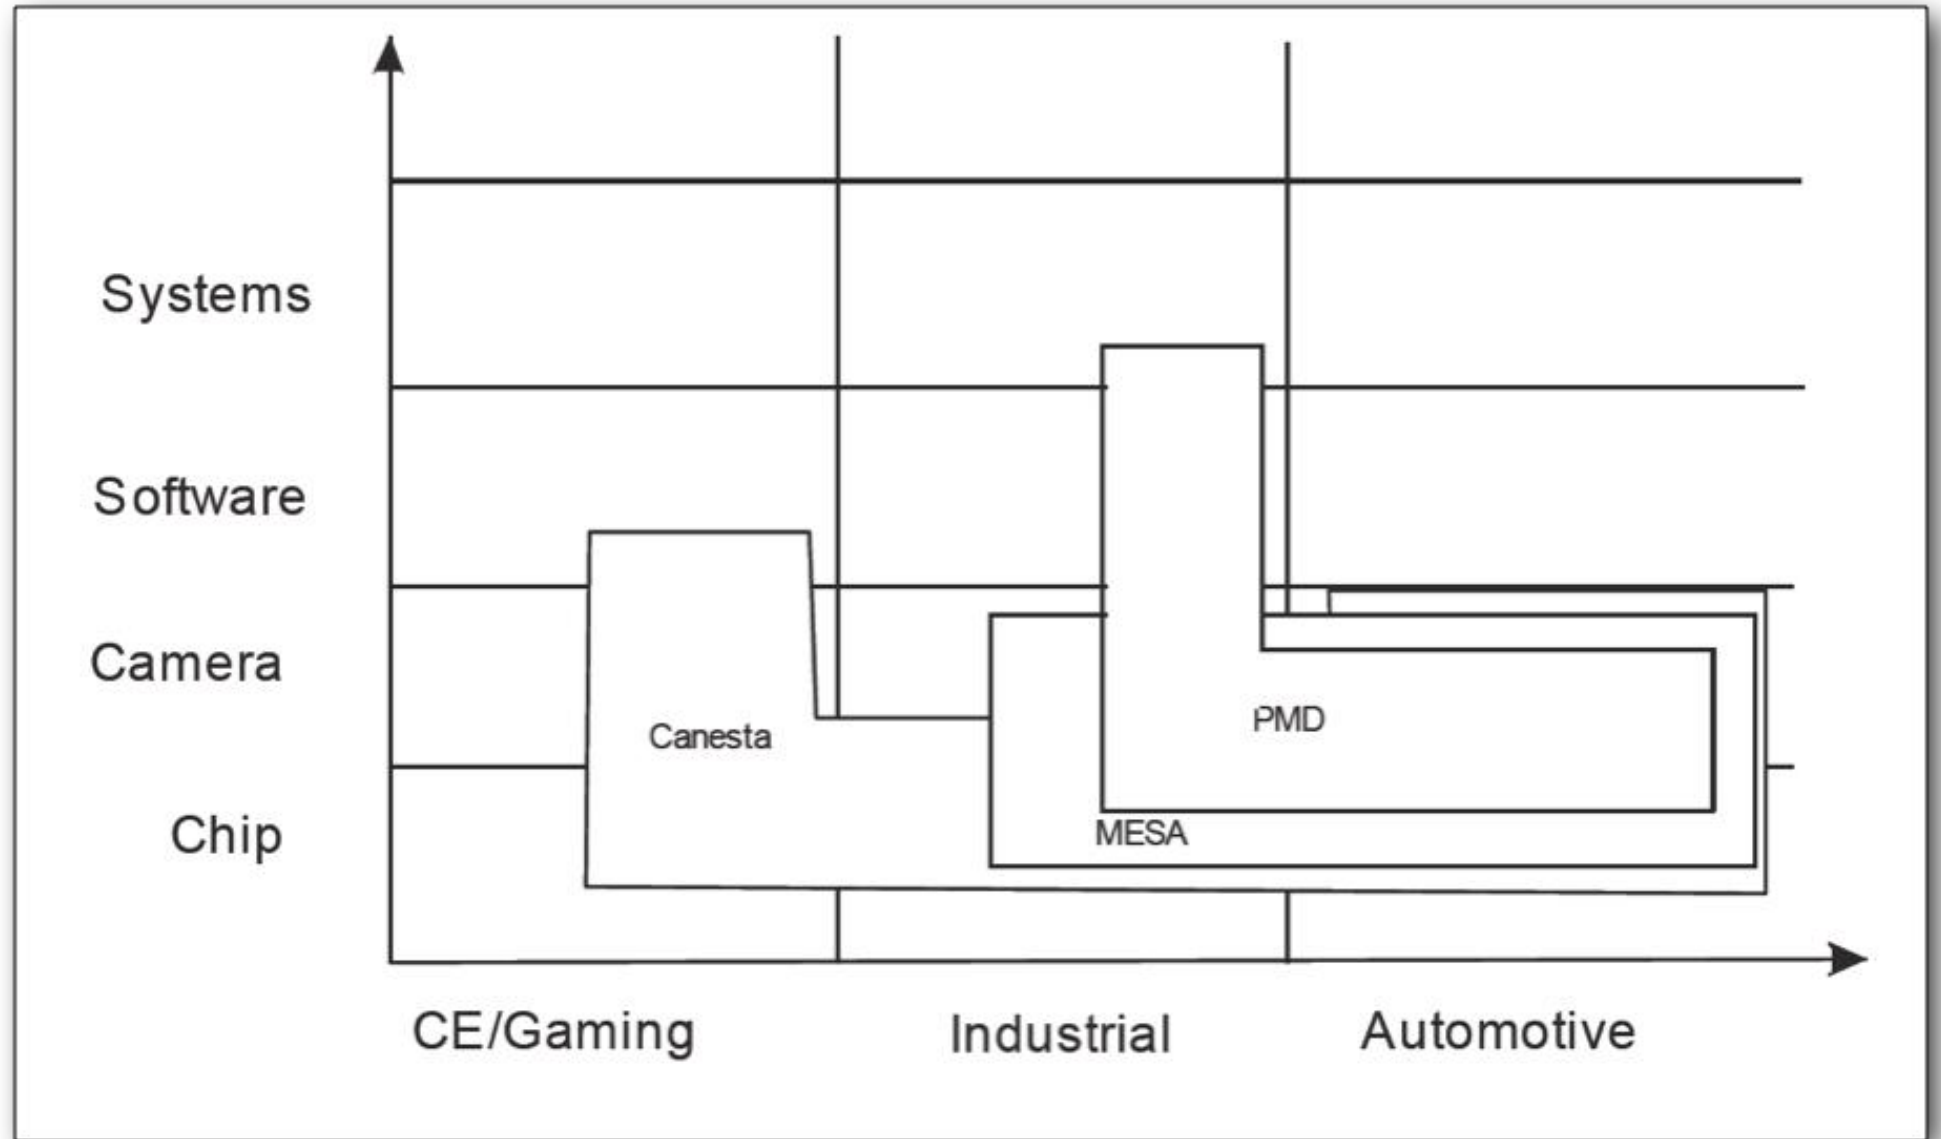 Systems
Software
Camera
Canesta
PMD
Chip
MESA
CE/Gaming
Industrial
Automotive